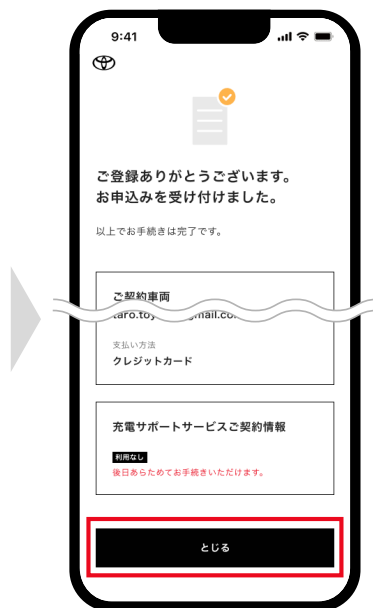 9:41
ご登録ありがとうございます。
お申込みを受け付けました。
以上でお手続きは完了です。
ご契約車両
支払い方法
クレジットカード
充電サポートサービスご契約情報
利用なし
後日あらためてお手続きいただけます。
とじる